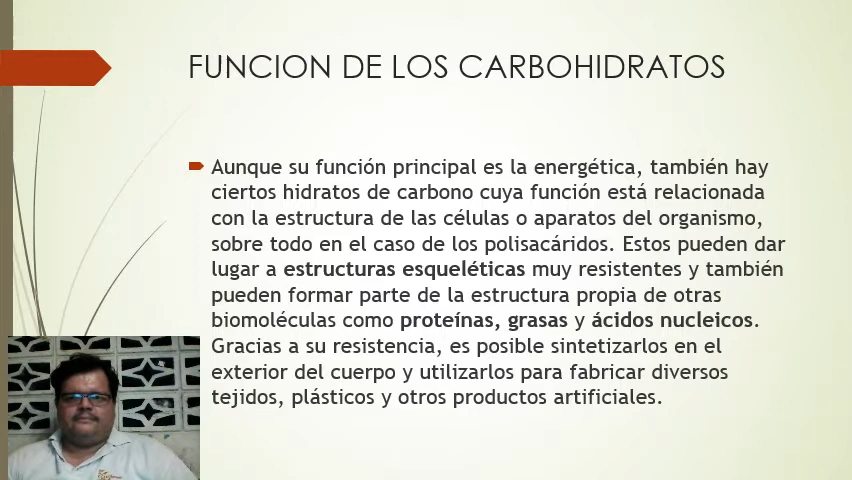 FUNCION DE LOS CARBOHIDRATOS
Aunque su función principal es la energética, también hay
ciertos hidratos de carbono cuya función está relacionada
con la estructura de las células o aparatos del organismo,
sobre todo en el caso de los polisacáridos. Estos pueden dar
lugar a estructuras esqueléticas muy resistentes y también
pueden formar parte de la estructura propia de otras
biomoléculas como proteínas, grasas y ácidos nucleicos.
Gracias a su resistencia, es posible sintetizarlos en el
exterior del cuerpo y utilizarlos para fabricar diversos
tejidos, plásticos y otros productos artificiales.